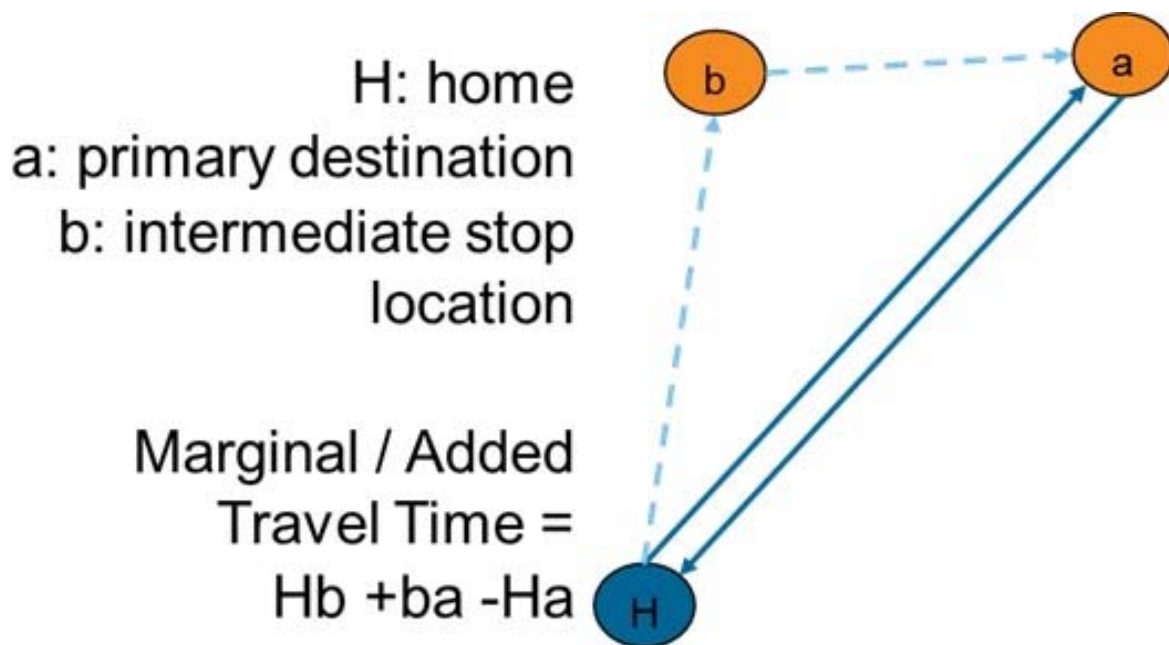 H: home
a: primary destination
b: intermediate stop
location
Marginal / Added
Travel Time =
Hb +ba -Ha
b
a
H